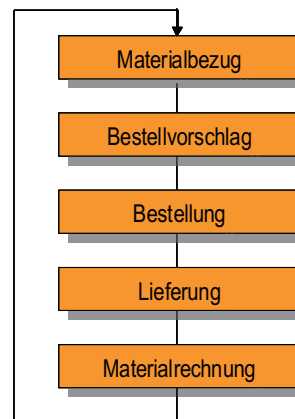 Materialbezug
Bestellvorschlag
Bestellung
Lieferung
Materialrechnung